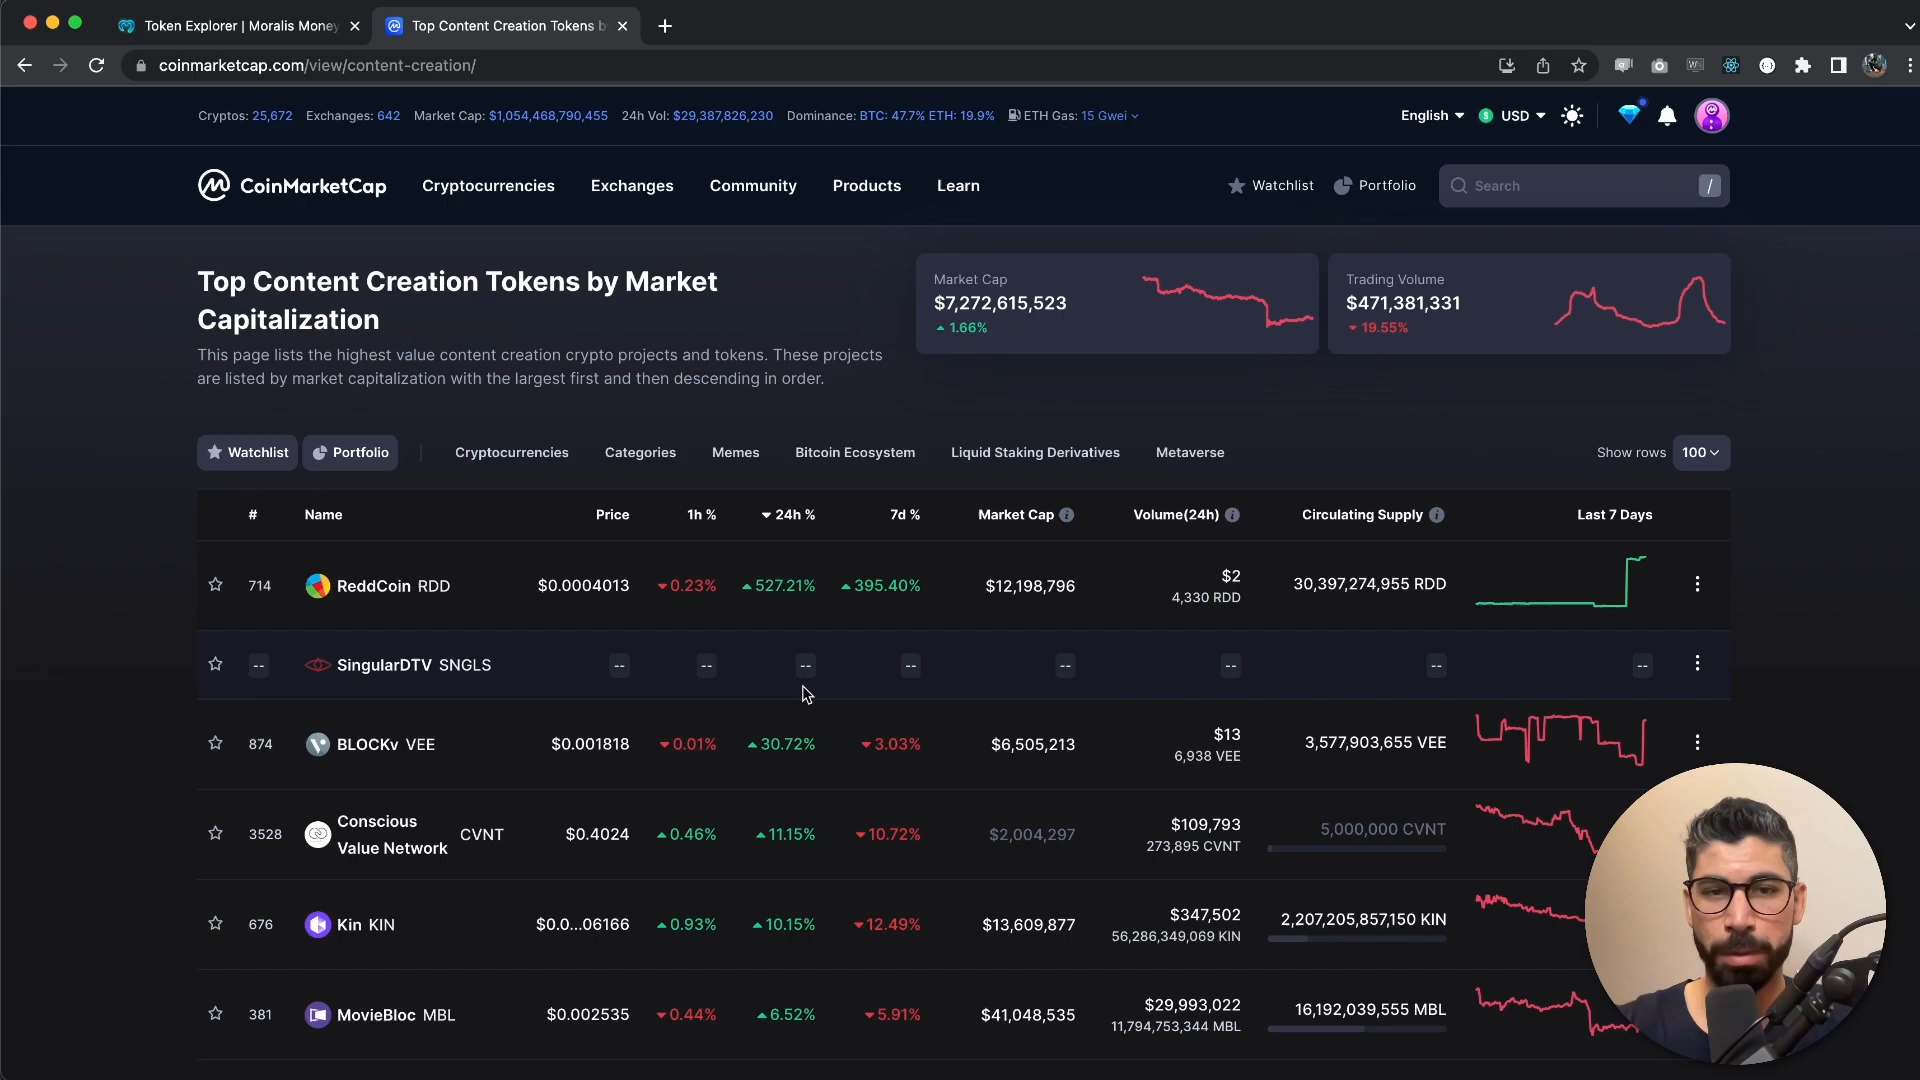 Token Explorer | Moralis Money
Top Content Creation Tokens b
coinmarketcap.com/view/content-creation/
Cryptos: 25,672 Exchanges: 642 Market Cap: $1,054,468,790,455 24h Vol: $29,387,826,230 Dominance: BTC: 47.7% ETH: 19.9% ETH Gas: 15 Gwei
English USD
CoinMarketCap Cryptocurrencies Exchanges Community Products Learn Watchlist Portfolio Search /
Top Content Creation Tokens by Market
Capitalization
This page lists the highest value content creation crypto projects and tokens. These projects
are listed by market capitalization with the largest first and then descending in order.
Market Cap
$7,272,615,523
1.66%
Trading Volume
$471,381,331
19.55%
Watchlist Portfolio Cryptocurrencies Categories Memes Bitcoin Ecosystem Liquid Staking Derivatives Metaverse Show rows 100
# Name Price 1h % 24h % 7d % Market Cap Volume(24h) Circulating Supply Last 7 Days
714 ReddCoin RDD $0.0004013 0.23% 527.21% 395.40% $12,198,796 $2 30,397,274,955 RDD
4,330 RDD
-- SingularDTV SNGLS -- -- -- -- -- -- -- --
874 BLOCKv VEE $0.001818 0.01% 30.72% 3.03% $6,505,213 $13 3,577,903,655 VEE
6,938 VEE
3528 Conscious
Value Network CVNT $0.4024 0.46% 11.15% 10.72% $2,004,297 $109,793 5,000,000 CVNT
273,895 CVNT
676 Kin KIN $0.0...06166 0.93% 10.15% 12.49% $13,609,877 $347,502 2,207,205,857,150 KIN
56,286,349,069 KIN
381 MovieBloc MBL $0.002535 0.44% 6.52% 5.91% $41,048,535 $29,993,022 16,192,039,555 MBL
11,794,753,344 MBL